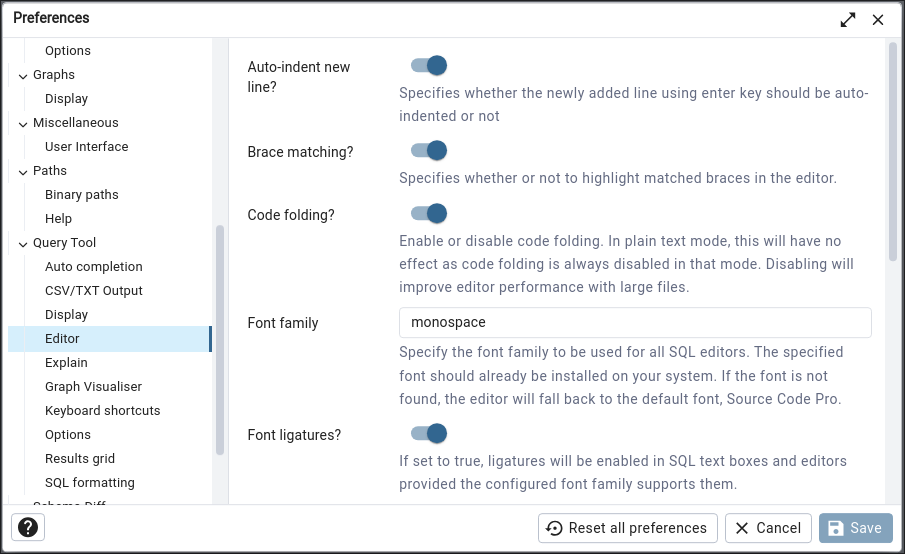 Preferences
Options
Graphs
Display
Miscellaneous
User Interface
Paths
Binary paths
Help
Query Tool
Auto completion
CSV/TXT Output
Display
Editor
Explain
Graph Visualiser
Keyboard shortcuts
Options
Results grid
SQL formatting
Schema Diff
Auto-indent new
line?
Specifies whether the newly added line using enter key should be auto-
indented or not
Brace matching?
Specifies whether or not to highlight matched braces in the editor.
Code folding?
Enable or disable code folding. In plain text mode, this will have no
effect as code folding is always disabled in that mode. Disabling will
improve editor performance with large files.
Font family
monospace
Specify the font family to be used for all SQL editors. The specified
font should already be installed on your system. If the font is not
found, the editor will fall back to the default font, Source Code Pro.
Font ligatures?
If set to true, ligatures will be enabled in SQL text boxes and editors
provided the configured font family supports them.
?
Reset all preferences
Cancel
Save